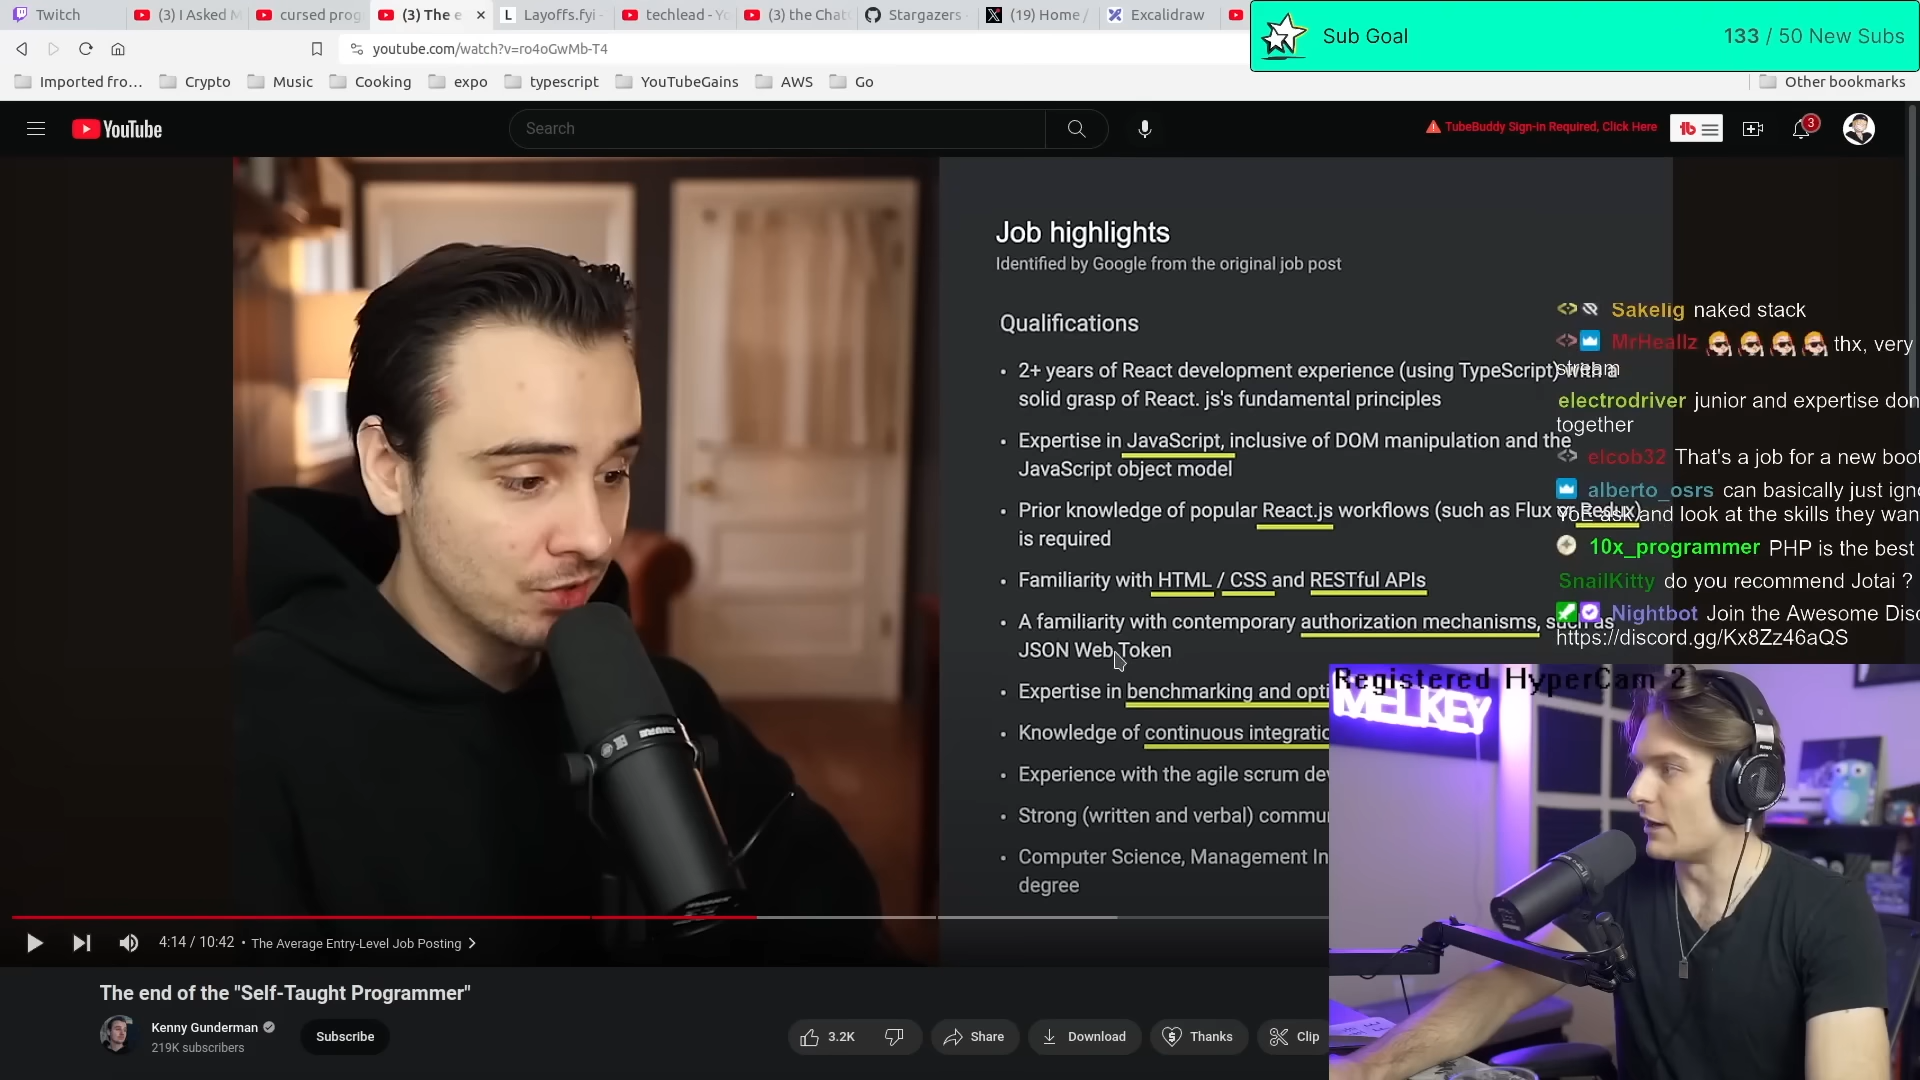 Twitch
(3) I Asked M
cursed prog
(3) The e
Layoffs.fyi -
techlead - Yo
(3) the Chat
Stargazers
(19) Home /
Excalidraw
Sub Goal
133 / 50 New Subs
youtube.com/watch?v=ro4oGwMb-T4
Imported fro...
Crypto
Music
Cooking
expo
typescript
YouTubeGains
AWS
Go
Other bookmarks
YouTube
Search
TubeBuddy Sign-in Required, Click Here
tb
3
Job highlights
Identified by Google from the original job post
Qualifications
• 2+ years of React development experience (using TypeScript) with a
solid grasp of React. js's fundamental principles
• Expertise in JavaScript, inclusive of DOM manipulation and the
JavaScript object model
• Prior knowledge of popular React.js workflows (such as Flux or Redux)
is required
• Familiarity with HTML / CSS and RESTful APIs
• A familiarity with contemporary authorization mechanisms, such as
JSON Web Token
• Expertise in benchmarking and opti
• Knowledge of continuous integratio
• Experience with the agile scrum dev
• Strong (written and verbal) commu
• Computer Science, Management In
degree
Sakelig naked stack
MrHeallz thx, very
stream
electrodriver junior and expertise don
together
elcob32 That's a job for a new boot
alberto_osrs can basically just igno
YoE ask and look at the skills they wan
10x_programmer PHP is the best
SnailKitty do you recommend Jotai ?
Nightbot Join the Awesome Disc
https://discord.gg/Kx8Zz46aQS
Registered HyperCam 2
MELKEY
4:14 / 10:42 • The Average Entry-Level Job Posting
The end of the "Self-Taught Programmer"
Kenny Gunderman
219K subscribers
Subscribe
3.2K
Share
Download
Thanks
Clip